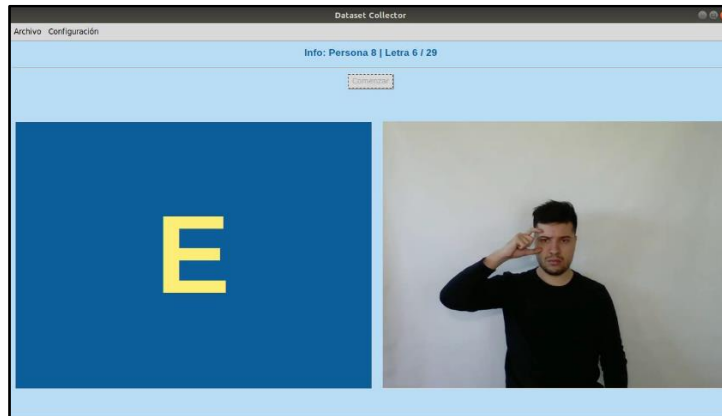 Dataset Collector
Archivo Configuración
Info: Persona 8 | Letra 6 / 29
Comenzar
E